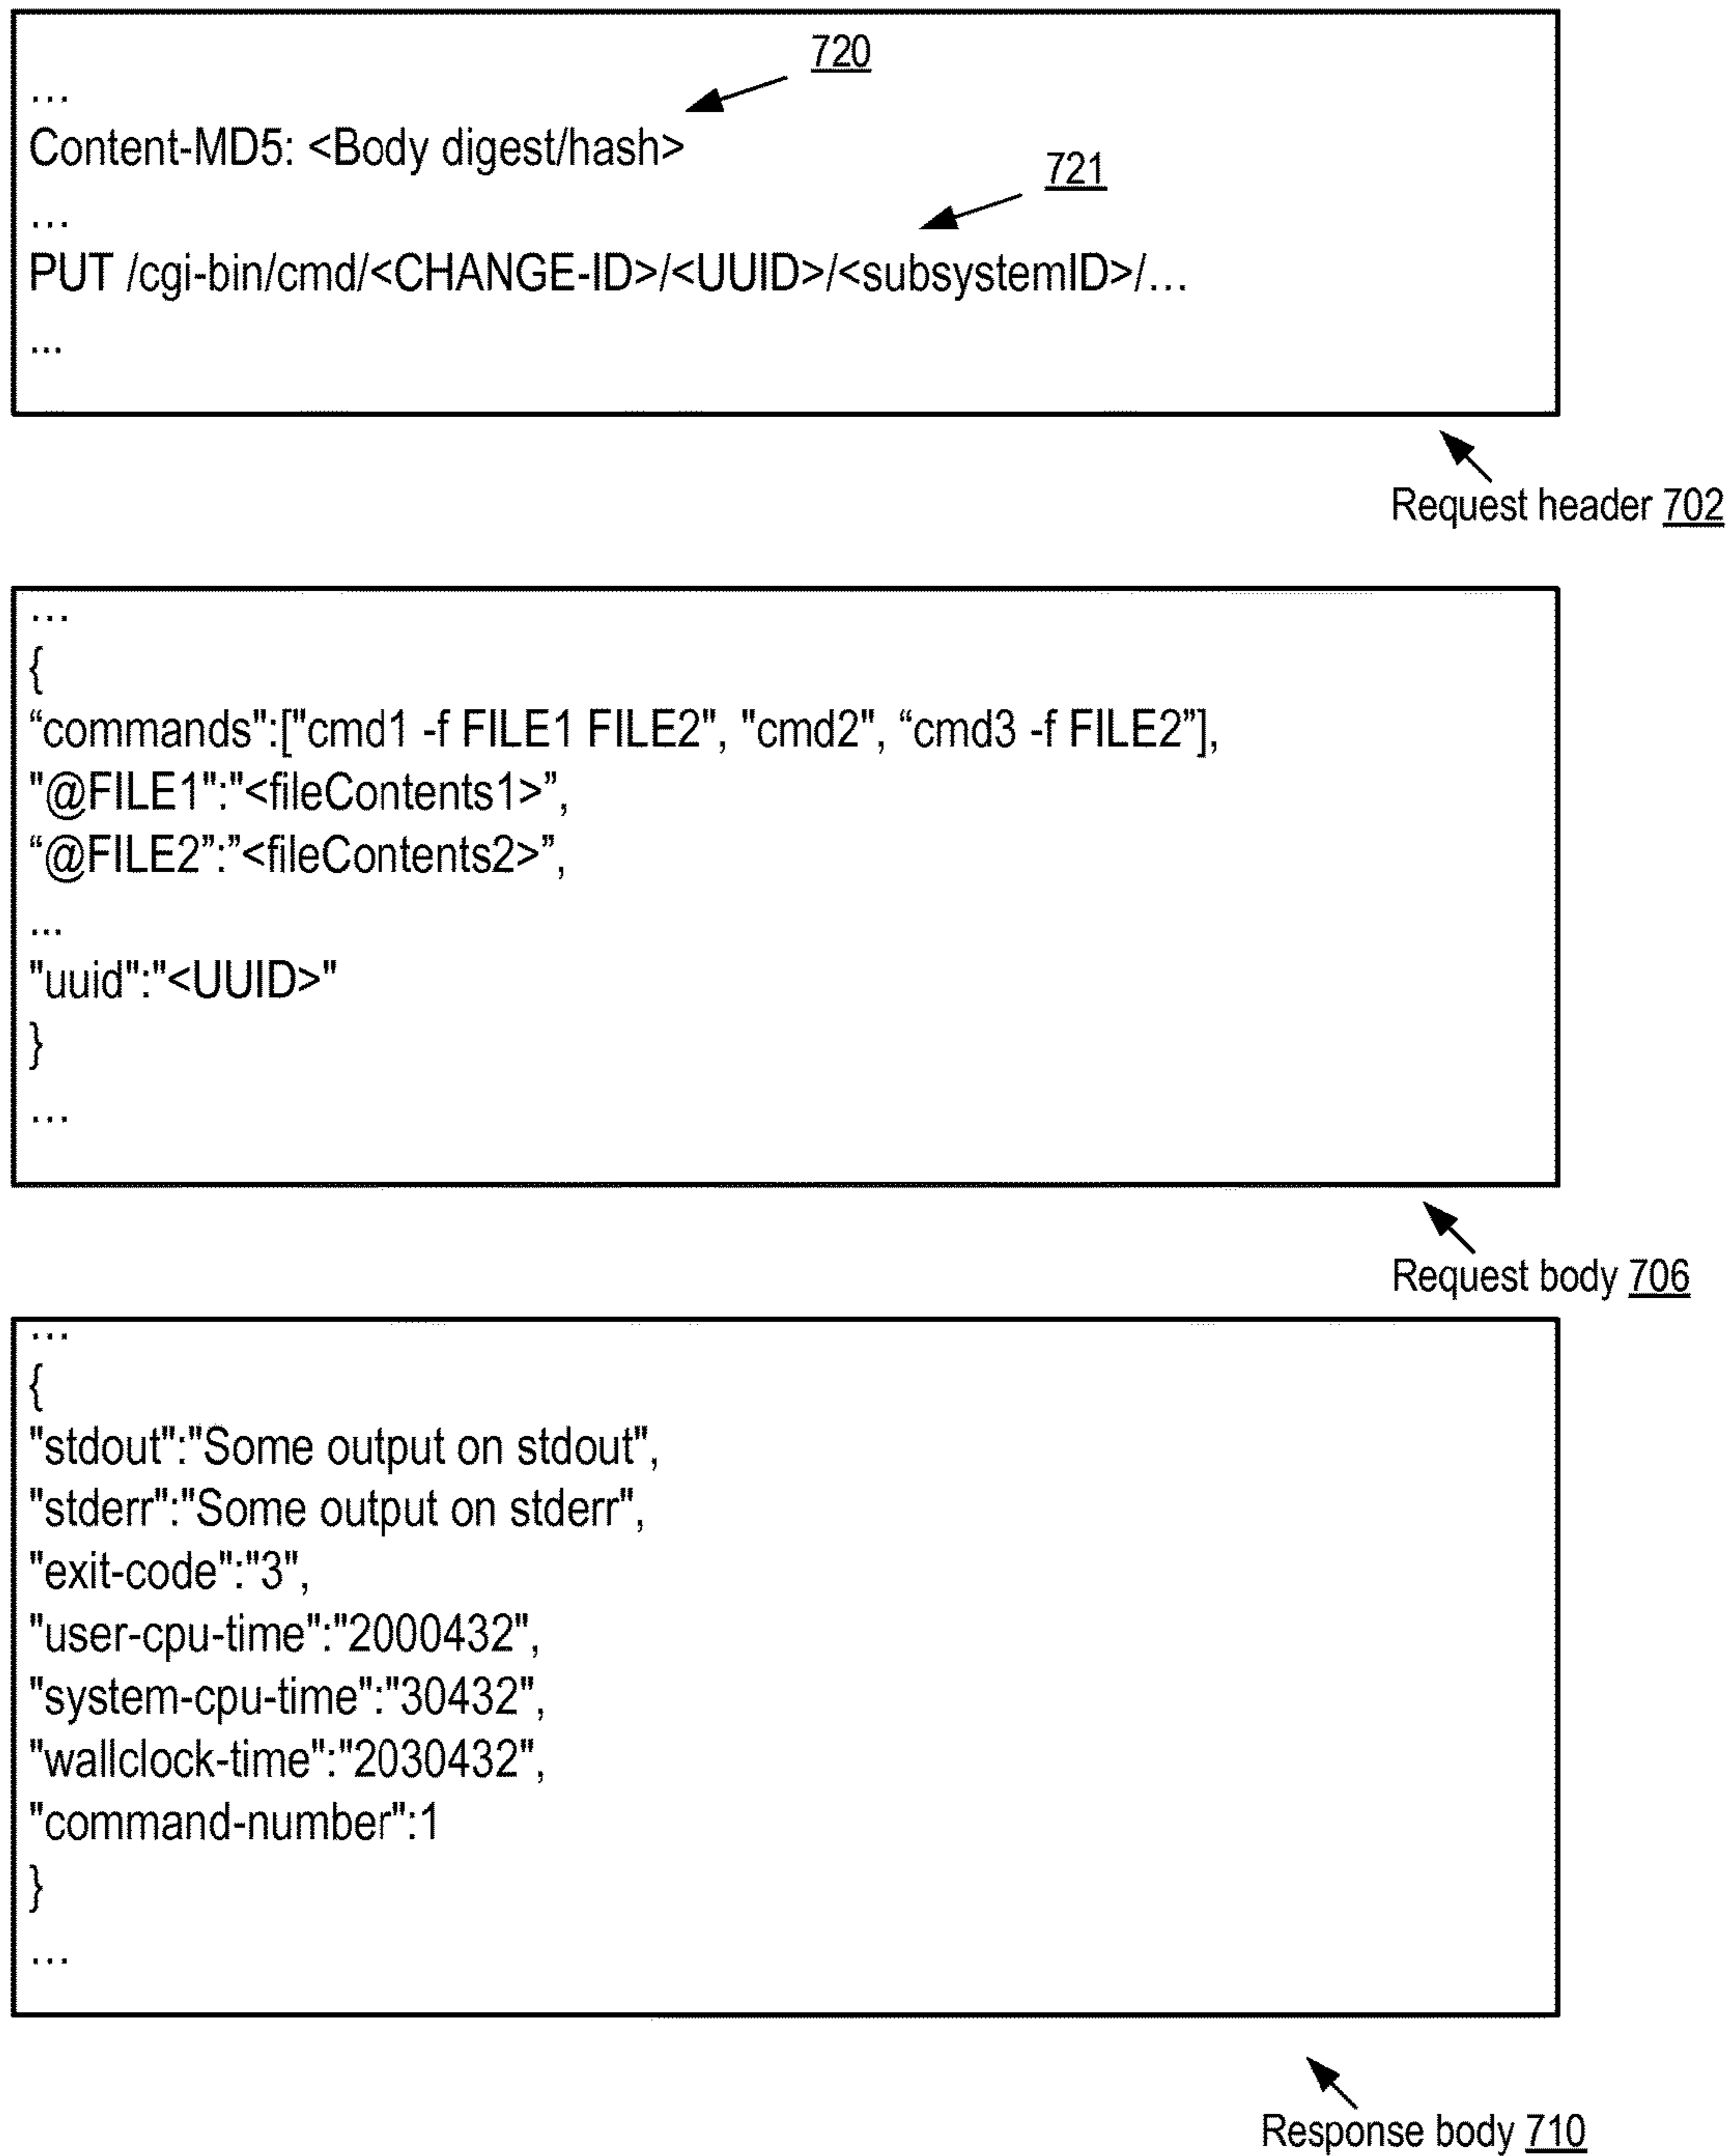 720
...
Content-MD5: <Body digest/hash>
721
...
PUT /cgi-bin/cmd/<CHANGE-ID>/<UUID>/<subsystemID>/...
...
Request header 702
...
{
“commands":["cmd1 -f FILE1 FILE2", "cmd2", “cmd3 -f FILE2”],
"@FILE1":"<fileContents1>”,
“@FILE2”:”<fileContents2>”,
...
"uuid":"<UUID>"
}
...
Request body 706
...
{
"stdout":"Some output on stdout",
"stderr":"Some output on stderr",
"exit-code":"3",
"user-cpu-time":"2000432",
"system-cpu-time":"30432",
"wallclock-time":"2030432",
"command-number":1
}
...
Response body 710